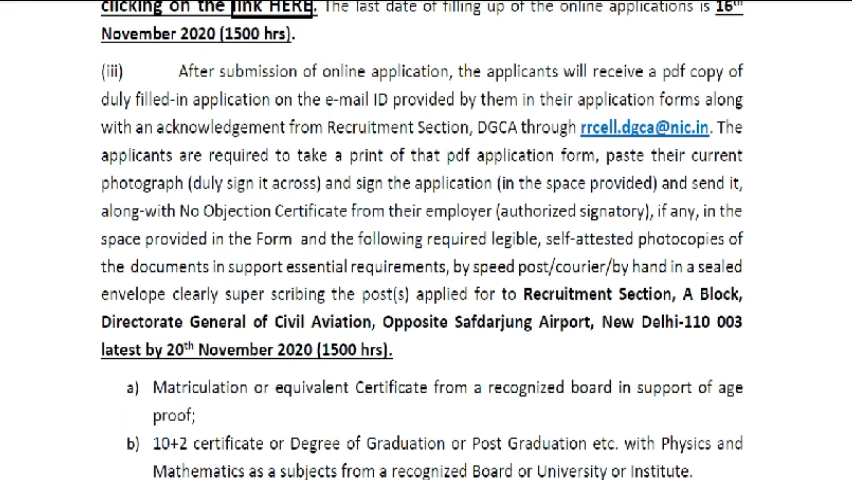 clicking on the link HERE. The last date of filling up of the online applications is 16th
November 2020 (1500 hrs).
(iii) After submission of online application, the applicants will receive a pdf copy of
duly filled-in application on the e-mail ID provided by them in their application forms along
with an acknowledgement from Recruitment Section, DGCA through rrcell.dgca@nic.in. The
applicants are required to take a print of that pdf application form, paste their current
photograph (duly sign it across) and sign the application (in the space provided) and send it,
along-with No Objection Certificate from their employer (authorized signatory), if any, in the
space provided in the Form and the following required legible, self-attested photocopies of
the documents in support essential requirements, by speed post/courier/by hand in a sealed
envelope clearly super scribing the post(s) applied for to Recruitment Section, A Block,
Directorate General of Civil Aviation, Opposite Safdarjung Airport, New Delhi-110 003
latest by 20th November 2020 (1500 hrs).
a) Matriculation or equivalent Certificate from a recognized board in support of age
proof;
b) 10+2 certificate or Degree of Graduation or Post Graduation etc. with Physics and
Mathematics as a subjects from a recognized Board or University or Institute.